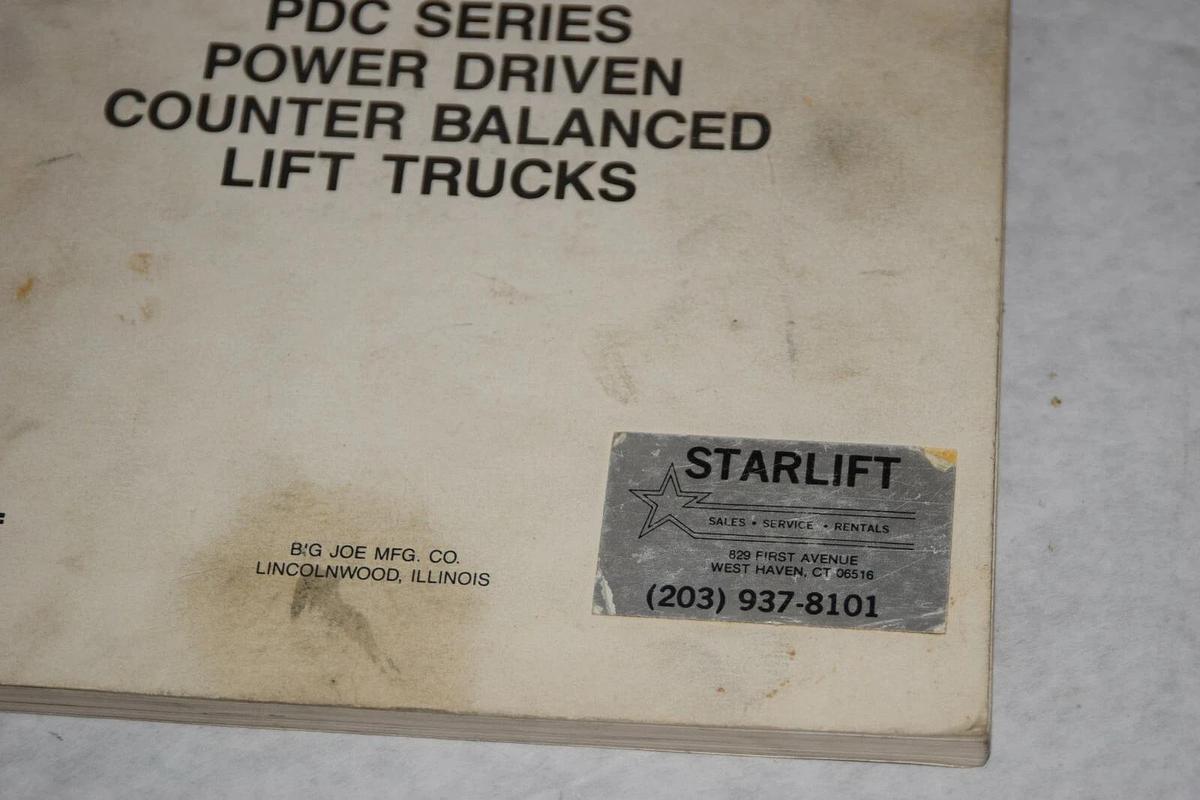 PDC SERIES
POWER DRIVEN
COUNTER BALANCED
LIFT TRUCKS
BIG JOE MFG. CO.
LINCOLNWOOD, ILLINOIS
STARLIFT
SALES • SERVICE • RENTALS
829 FIRST AVENUE
WEST HAVEN, CT 06516
(203) 937-8101